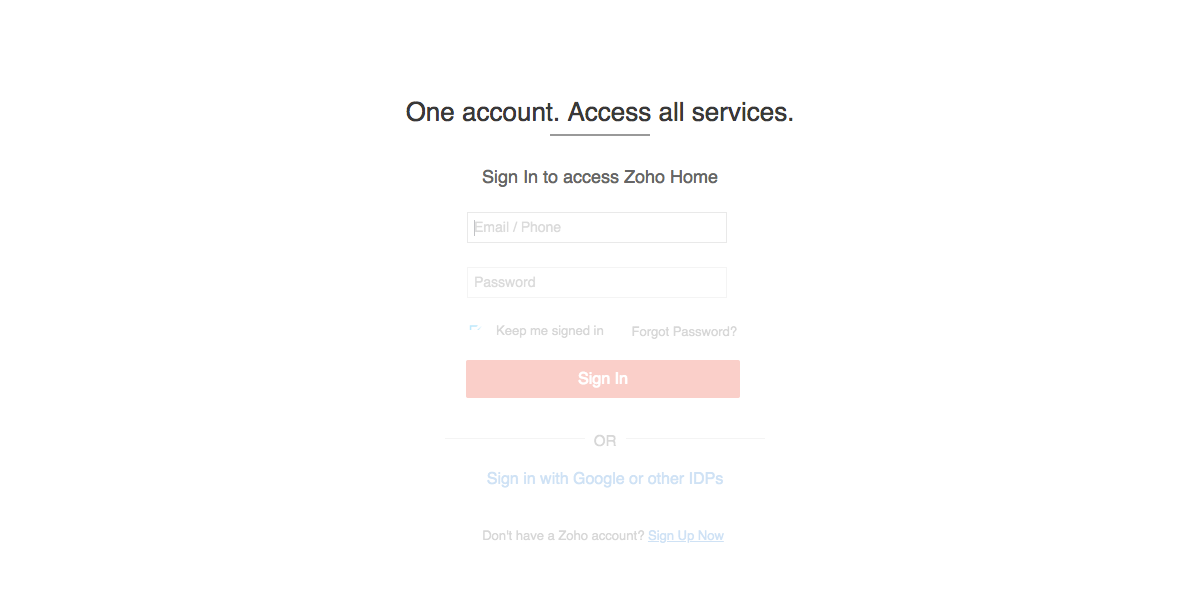 One account. Access all services.
Sign In to access Zoho Home
Email / Phone
Password
Keep me signed in Forgot Password?
Sign In
OR
Sign in with Google or other IDPs
Don't have a Zoho account? Sign Up Now